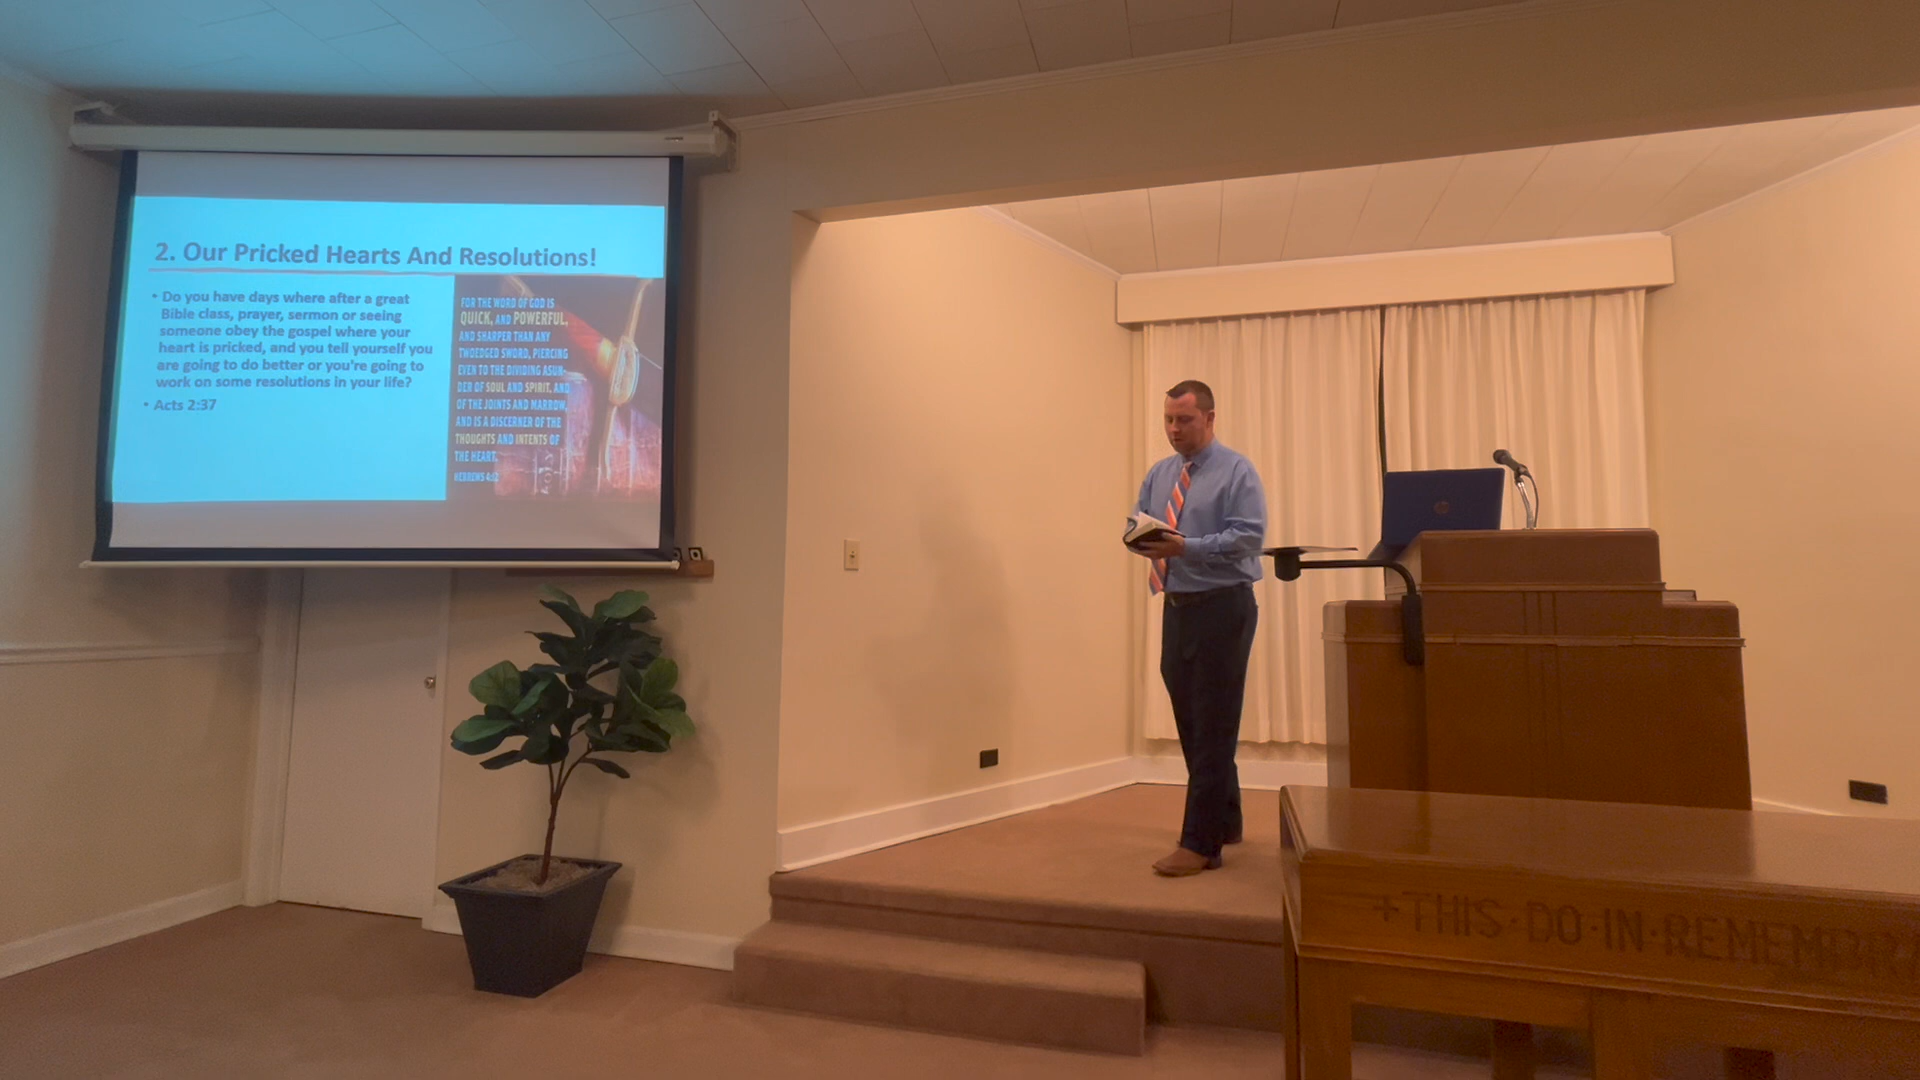 2. Our Pricked Hearts And Resolutions!
• Do you have days where after a great
Bible class, prayer, sermon or seeing
someone obey the gospel where your
heart is pricked, and you tell yourself you
are going to do better or you're going to
work on some resolutions in your life?
• Acts 2:37
FOR THE WORD OF GOD IS
QUICK, AND POWERFUL,
AND SHARPER THAN ANY
TWOEDGED SWORD, PIERCING
EVEN TO THE DIVIDING ASUN-
DER OF SOUL AND SPIRIT, AND
OF THE JOINTS AND MARROW,
AND IS A DISCERNER OF THE
THOUGHTS AND INTENTS OF
THE HEART.
HEBREWS 4:12
+THIS·DO·IN·REMEMBRA